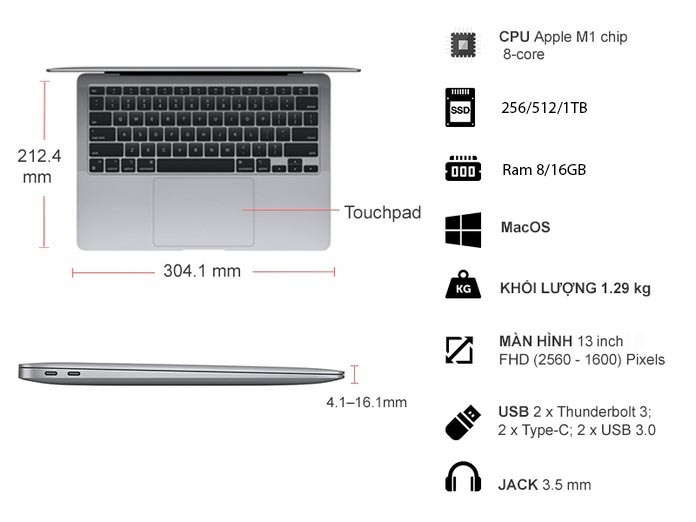 CPU Apple M1 chip
8-core
SSD
256/512/1TB
Ram 8/16GB
MacOS
KG
KHỐI LƯỢNG 1.29 kg
MÀN HÌNH 13 inch
FHD (2560 - 1600) Pixels
USB 2 x Thunderbolt 3;
2 x Type-C; 2 x USB 3.0
JACK 3.5 mm
212.4
mm
Touchpad
304.1 mm
4.1–16.1mm